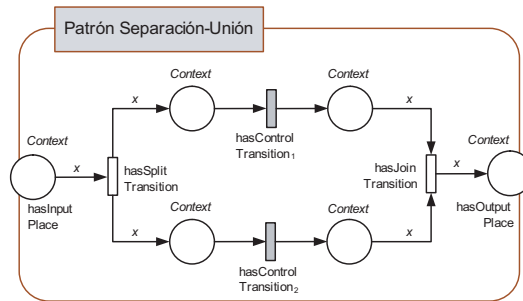 Patrón Separación-Unión
Context
x
Context
x
hasControl
Transition1
Context
x
hasInput
Place
x
hasSplit
Transition
hasJoin
Transition
x
Context
hasOutput
Place
Context
x
hasControl
Transition2
Context
x